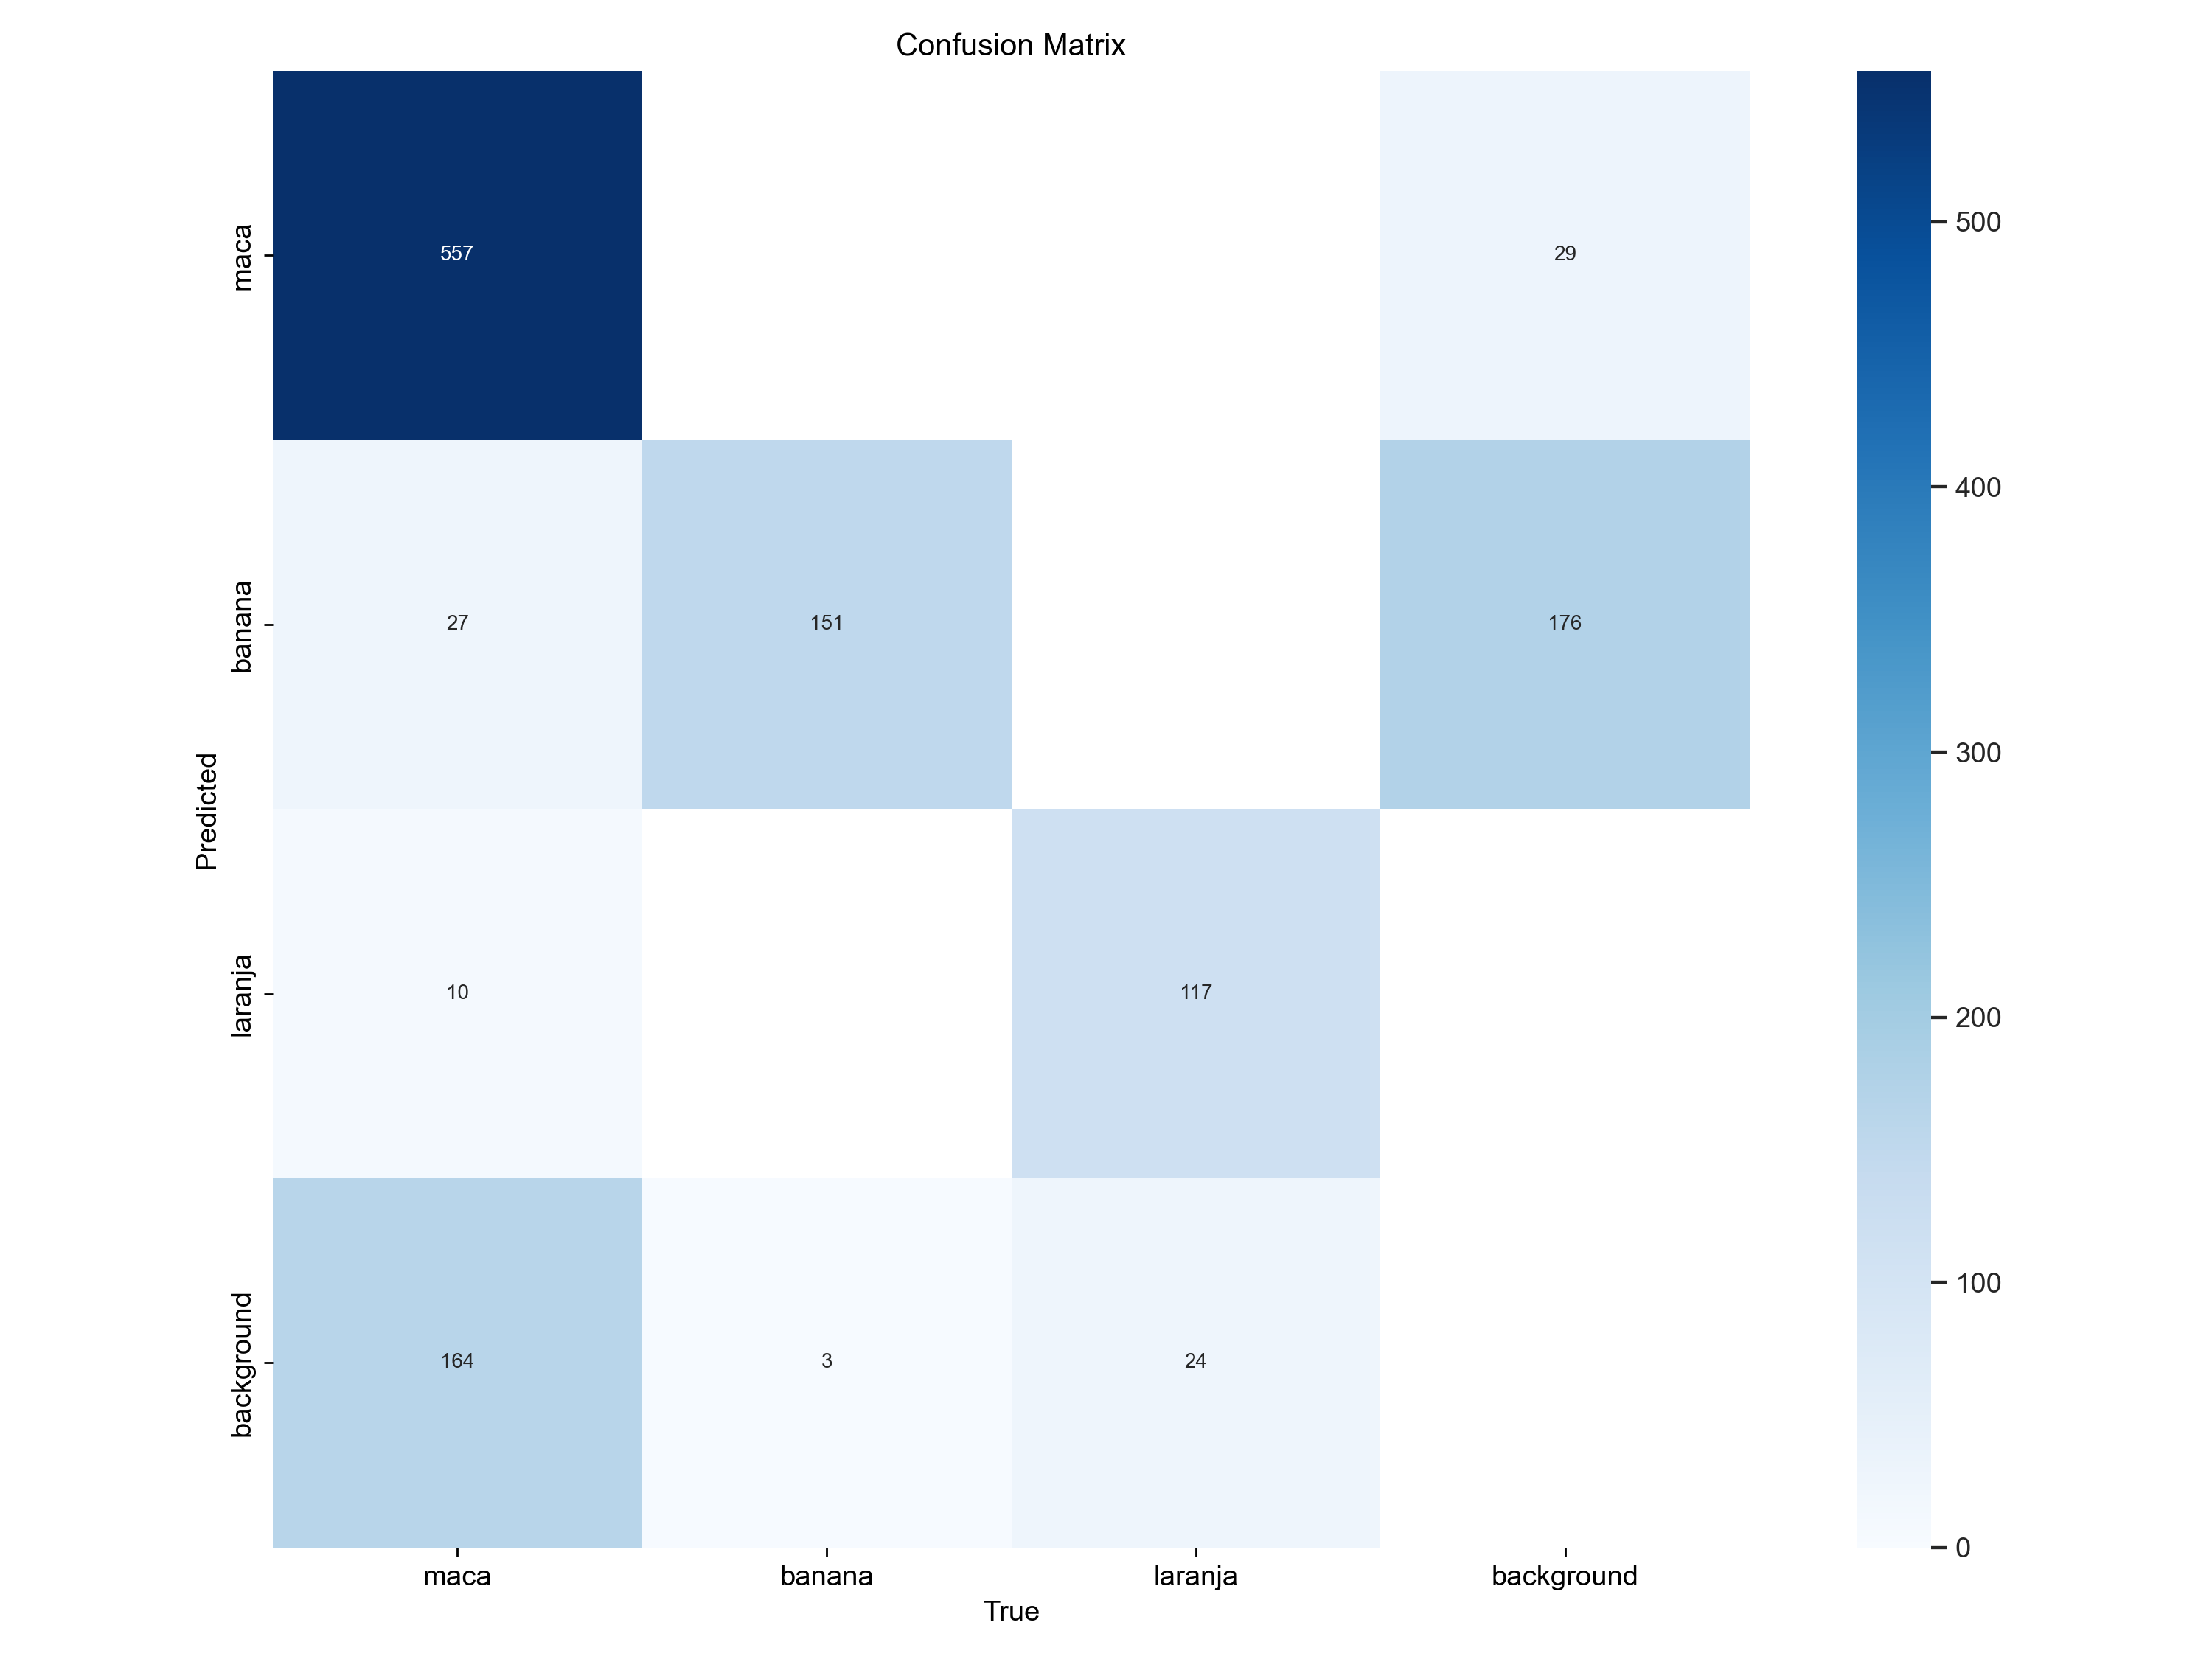 Confusion Matrix
maca
557
29
500
400
banana
27
151
176
300
Predicted
laranja
10
117
200
background
164
3
24
100
0
maca
banana
laranja
background
True